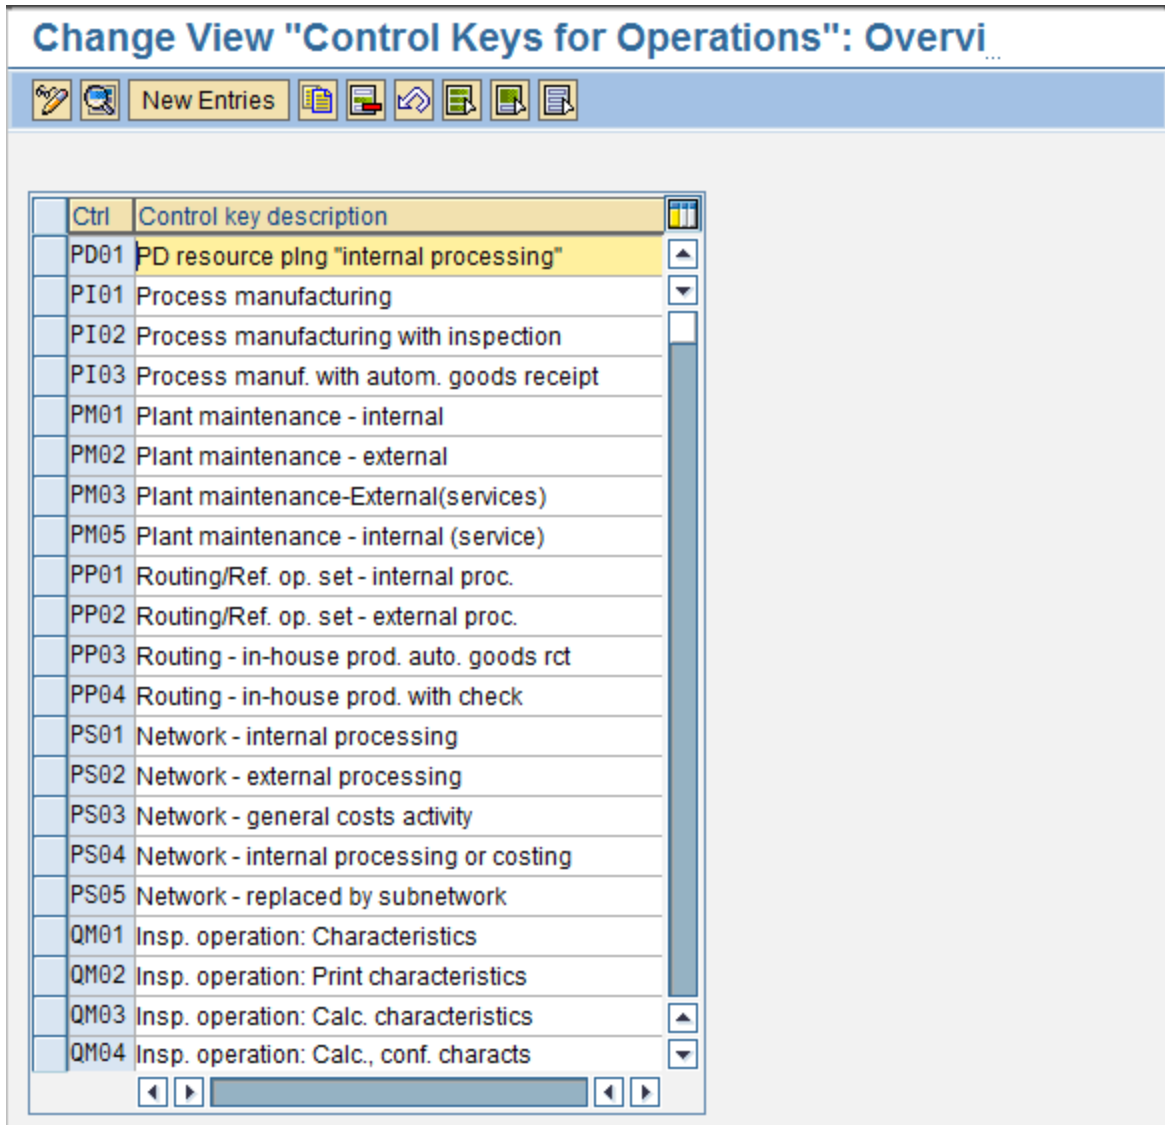 Change View "Control Keys for Operations": Overvi...
New Entries
Ctrl Control key description
PD01 PD resource plng "internal processing"
PI01 Process manufacturing
PI02 Process manufacturing with inspection
PI03 Process manuf. with autom. goods receipt
PM01 Plant maintenance - internal
PM02 Plant maintenance - external
PM03 Plant maintenance-External(services)
PM05 Plant maintenance - internal (service)
PP01 Routing/Ref. op. set - internal proc.
PP02 Routing/Ref. op. set - external proc.
PP03 Routing - in-house prod. auto. goods rct
PP04 Routing - in-house prod. with check
PS01 Network - internal processing
PS02 Network - external processing
PS03 Network - general costs activity
PS04 Network - internal processing or costing
PS05 Network - replaced by subnetwork
QM01 Insp. operation: Characteristics
QM02 Insp. operation: Print characteristics
QM03 Insp. operation: Calc. characteristics
QM04 Insp. operation: Calc., conf. characts